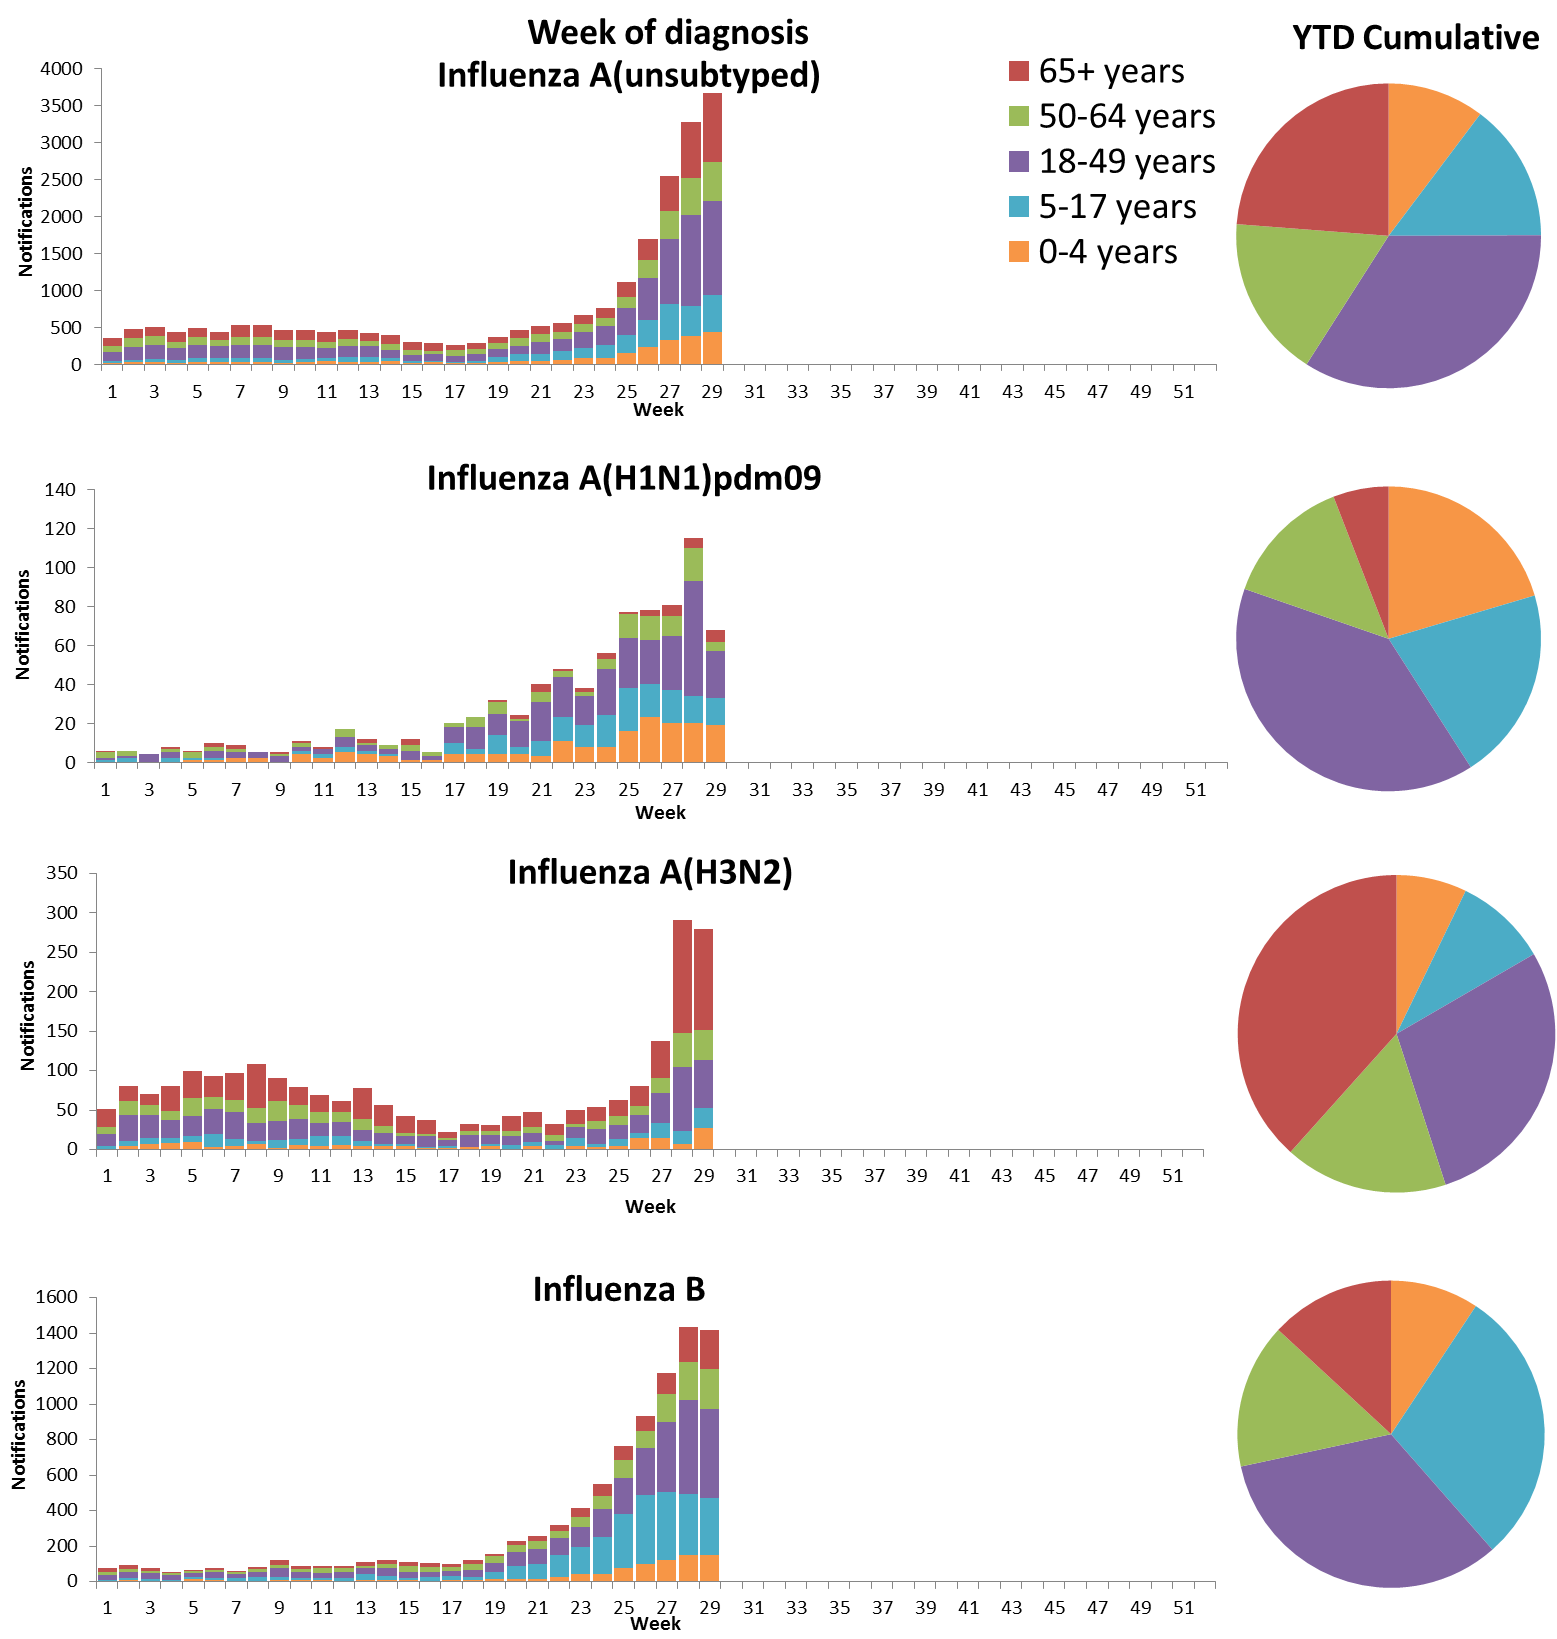 Week of diagnosis
Influenza A(unsubtyped)
YTD Cumulative
65+ years
50-64 years
18-49 years
5-17 years
0-4 years
4000
3500
3000
2500
2000
1500
1000
500
0
Notifications
1 3 5 7 9 11 13 15 17 19 21 23 25 27 29 31 33 35 37 39 41 43 45 47 49 51
Week
Influenza A(H1N1)pdm09
140
120
100
80
60
40
20
0
Notifications
1 3 5 7 9 11 13 15 17 19 21 23 25 27 29 31 33 35 37 39 41 43 45 47 49 51
Week
Influenza A(H3N2)
350
300
250
200
150
100
50
0
Notifications
1 3 5 7 9 11 13 15 17 19 21 23 25 27 29 31 33 35 37 39 41 43 45 47 49 51
Week
Influenza B
1600
1400
1200
1000
800
600
400
200
0
Notifications
1 3 5 7 9 11 13 15 17 19 21 23 25 27 29 31 33 35 37 39 41 43 45 47 49 51
Week